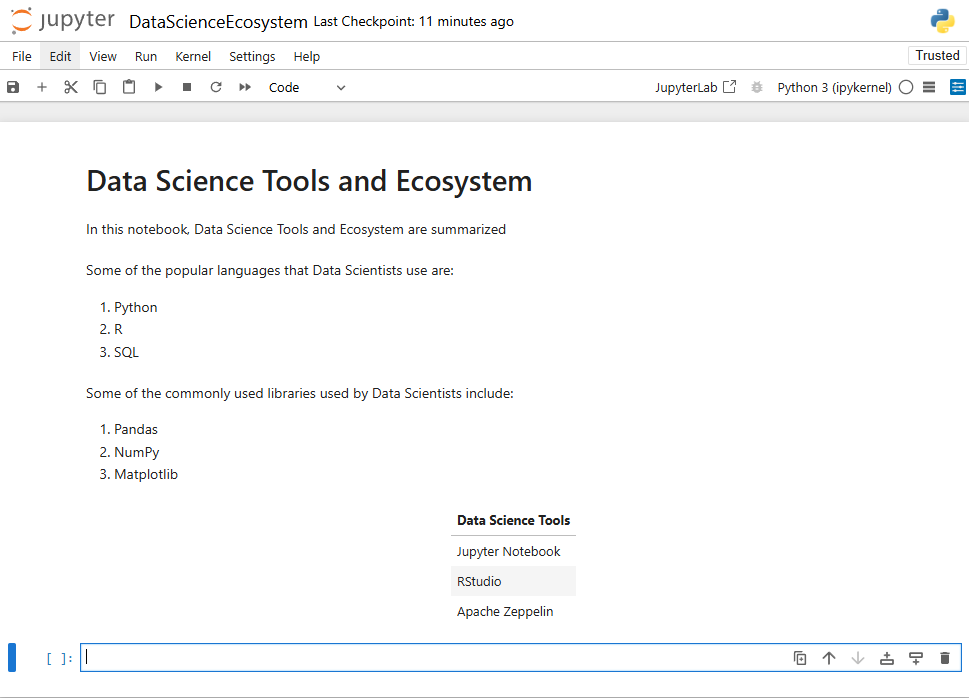 jupyter DataScienceEcosystem Last Checkpoint: 11 minutes ago
File Edit View Run Kernel Settings Help Trusted
Code JupyterLab Python 3 (ipykernel)
Data Science Tools and Ecosystem
In this notebook, Data Science Tools and Ecosystem are summarized
Some of the popular languages that Data Scientists use are:
1. Python
2. R
3. SQL
Some of the commonly used libraries used by Data Scientists include:
1. Pandas
2. NumPy
3. Matplotlib
Data Science Tools
Jupyter Notebook
RStudio
Apache Zeppelin
[ ]: